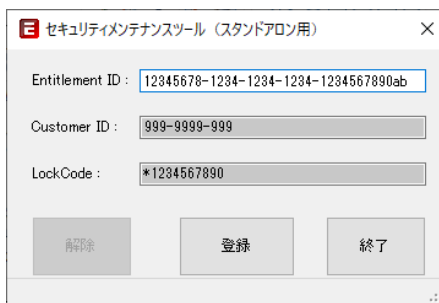 セキュリティメンテナンスツール（スタンドアロン用）
Entitlement ID : 12345678-1234-1234-1234-1234567890ab
Customer ID : 999-9999-999
LockCode : *1234567890
解除 登録 終了